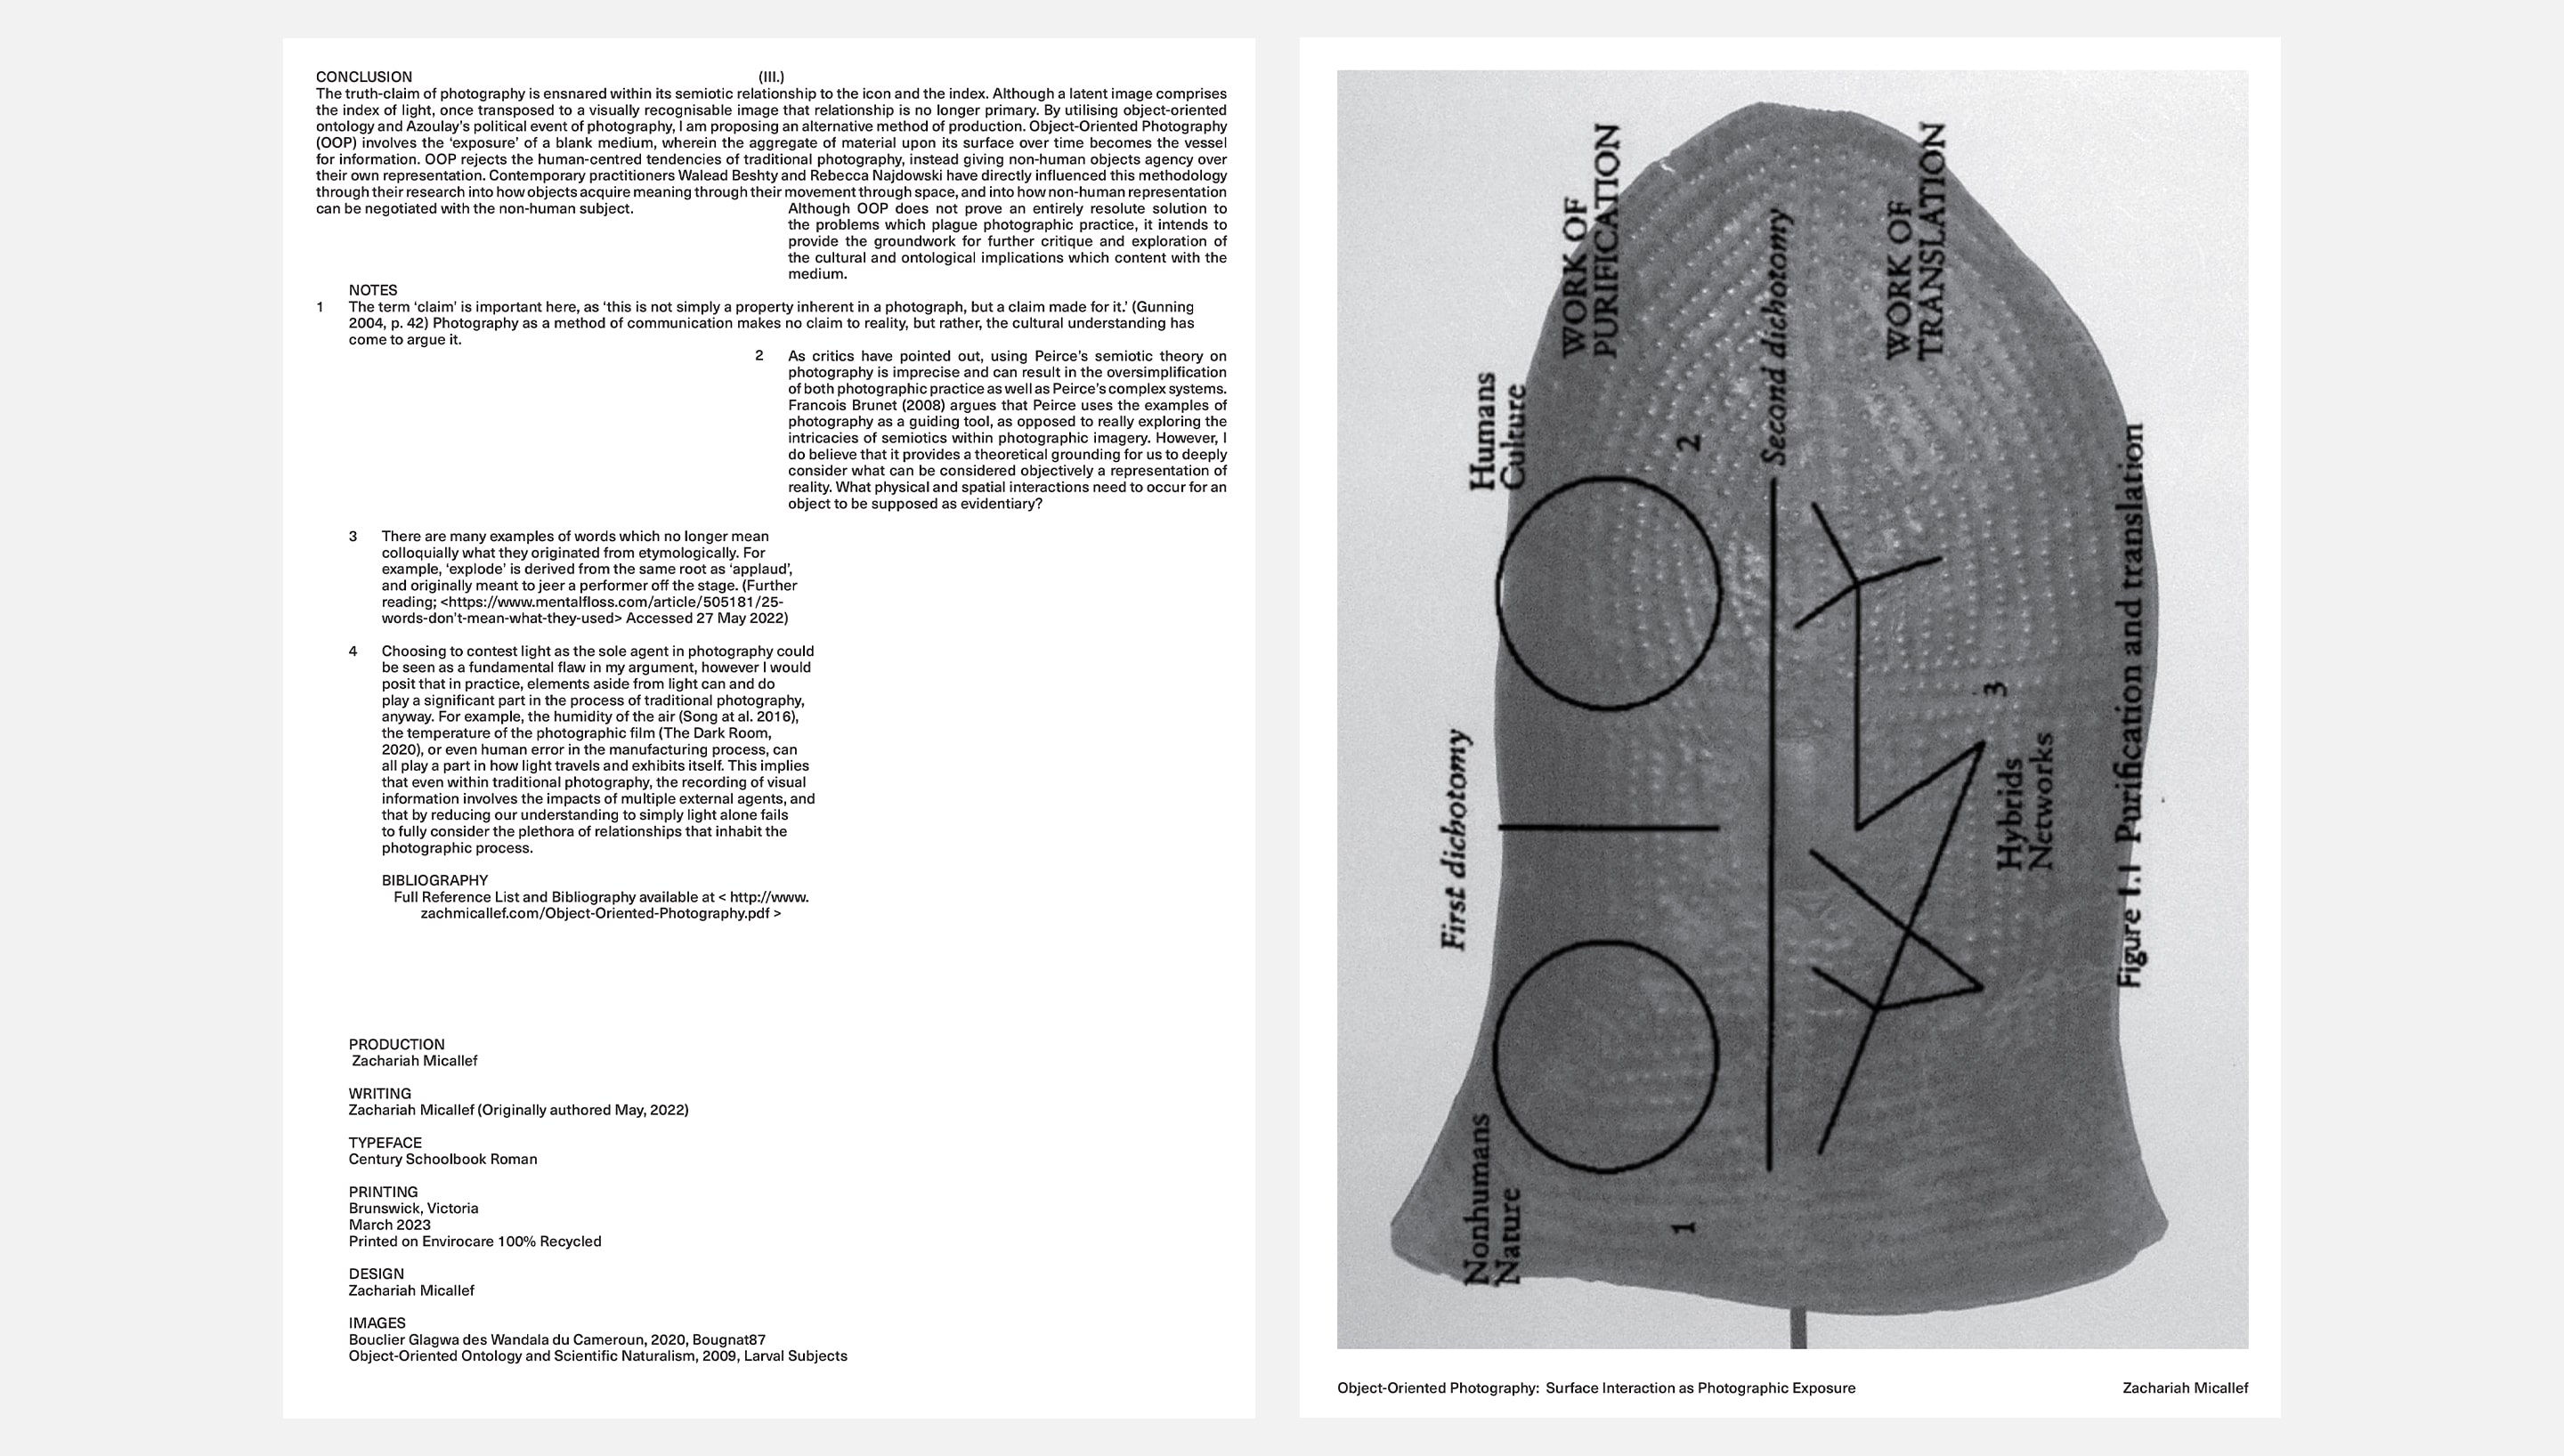 CONCLUSION (III.)
The truth-claim of photography is ensnared within its semiotic relationship to the icon and the index. Although a latent image comprises
the index of light, once transposed to a visually recognisable image that relationship is no longer primary. By utilising object-oriented
ontology and Azoulay's political event of photography, I am proposing an alternative method of production. Object-Oriented Photography
(OOP) involves the ‘exposure’ of a blank medium, wherein the aggregate of material upon its surface over time becomes the vessel
for information. OOP rejects the human-centred tendencies of traditional photography, instead giving non-human objects agency over
their own representation. Contemporary practitioners Walead Beshty and Rebecca Najdowski have directly influenced this methodology
through their research into how objects acquire meaning through their movement through space, and into how non-human representation
can be negotiated with the non-human subject.
Although OOP does not prove an entirely resolute solution to
the problems which plague photographic practice, it intends to
provide the groundwork for further critique and exploration of
the cultural and ontological implications which content with the
medium.
NOTES
1 The term ‘claim’ is important here, as ‘this is not simply a property inherent in a photograph, but a claim made for it.’ (Gunning
2004, p. 42) Photography as a method of communication makes no claim to reality, but rather, the cultural understanding has
come to argue it.
2 As critics have pointed out, using Peirce's semiotic theory on
photography is imprecise and can result in the oversimplification
of both photographic practice as well as Peirce's complex systems.
Francois Brunet (2008) argues that Peirce uses the examples of
photography as a guiding tool, as opposed to really exploring the
intricacies of semiotics within photographic imagery. However, I
do believe that it provides a theoretical grounding for us to deeply
consider what can be considered objectively a representation of
reality. What physical and spatial interactions need to occur for an
object to be supposed as evidentiary?
3 There are many examples of words which no longer mean
colloquially what they originated from etymologically. For
example, ‘explode’ is derived from the same root as ‘applaud’,
and originally meant to jeer a performer off the stage. (Further
reading; <https://www.mentalfloss.com/article/505181/25-
words-don't-mean-what-they-used> Accessed 27 May 2022)
4 Choosing to contest light as the sole agent in photography could
be seen as a fundamental flaw in my argument, however I would
posit that in practice, elements aside from light can and do
play a significant part in the process of traditional photography,
anyway. For example, the humidity of the air (Song at al. 2016),
the temperature of the photographic film (The Dark Room,
2020), or even human error in the manufacturing process, can
all play a part in how light travels and exhibits itself. This implies
that even within traditional photography, the recording of visual
information involves the impacts of multiple external agents, and
that by reducing our understanding to simply light alone fails
to fully consider the plethora of relationships that inhabit the
photographic process.
BIBLIOGRAPHY
Full Reference List and Bibliography available at < http://www.
zachmicallef.com/Object-Oriented-Photography.pdf >
PRODUCTION
Zachariah Micallef
WRITING
Zachariah Micallef (Originally authored May, 2022)
TYPEFACE
Century Schoolbook Roman
PRINTING
Brunswick, Victoria
March 2023
Printed on Envirocare 100% Recycled
DESIGN
Zachariah Micallef
IMAGES
Bouclier Glagwa des Wandala du Cameroun, 2020, Bougnat87
Object-Oriented Ontology and Scientific Naturalism, 2009, Larval Subjects
First dichotomy
Nonhumans
Nature
Humans
Culture
WORK OF
PURIFICATION
1
2
Second dichotomy
WORK OF
TRANSLATION
3
Hybrids
Networks
Figure 1.1 Purification and translation
Object-Oriented Photography: Surface Interaction as Photographic Exposure
Zachariah Micallef